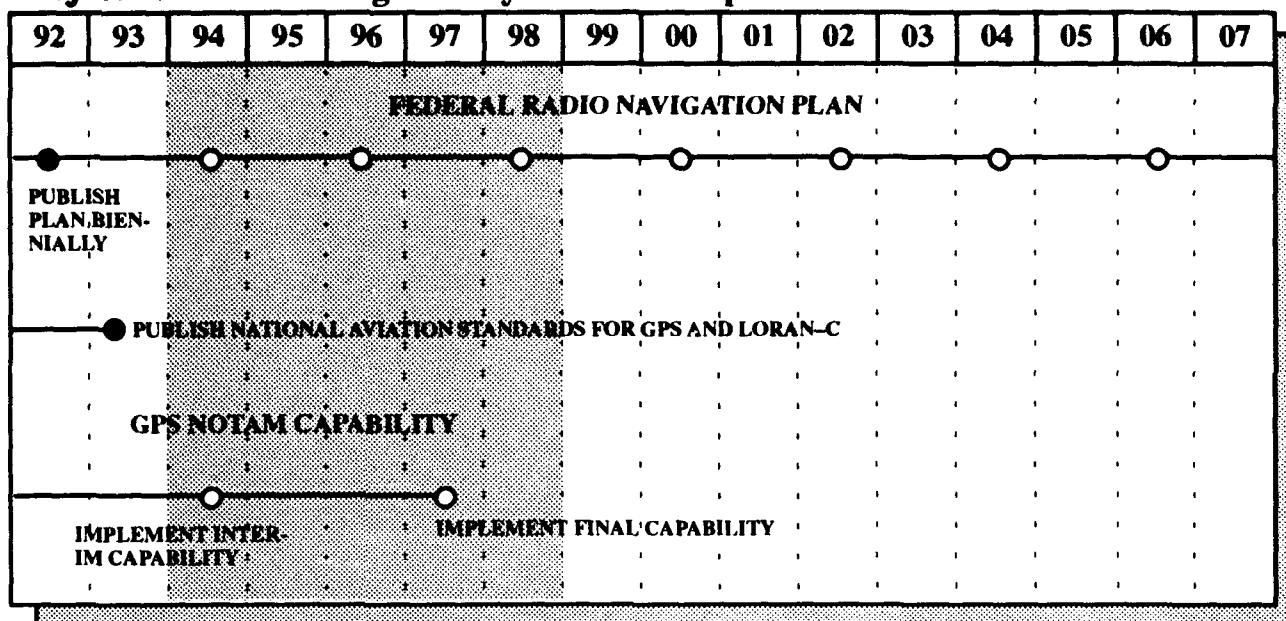 92 93 94 95 96 97 98 99 00 01 02 03 04 05 06 07
FEDERAL RADIO NAVIGATION PLAN
PUBLISH
PLAN BIEN-
NIALLY
PUBLISH NATIONAL AVIATION STANDARDS FOR GPS AND LORAN–C
GPS NOTAM CAPABILITY
IMPLEMENT INTER-
IM CAPABILITY
IMPLEMENT FINAL CAPABILITY